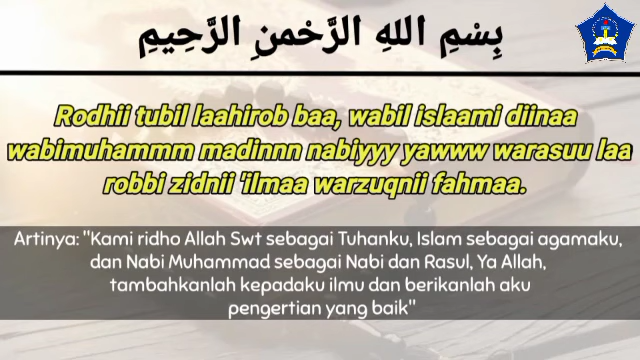 بِسْمِ اللهِ الرَّحْمنِ الرَّحِيمِ
Rodhii tubil laahirob baa, wabil islaami diinaa
wabimuhammm madinnn nabiyyy yawww warasuu laa
robbi zidnii 'ilmaa warzuqnii fahmaa.
Artinya: "Kami ridho Allah Swt sebagai Tuhanku, Islam sebagai agamaku,
dan Nabi Muhammad sebagai Nabi dan Rasul, Ya Allah,
tambahkanlah kepadaku ilmu dan berikanlah aku
pengertian yang baik"